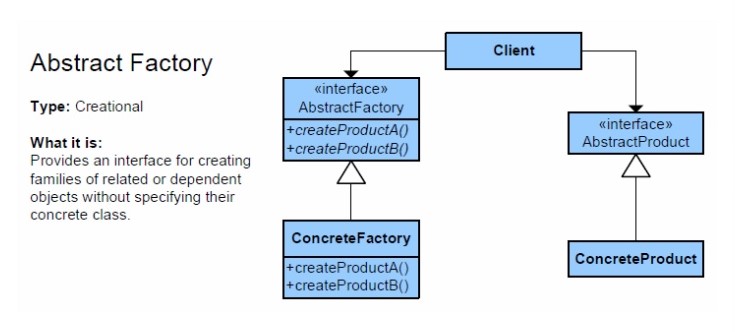 Abstract Factory
Type: Creational
What it is:
Provides an interface for creating
families of related or dependent
objects without specifying their
concrete class.
Client
«interface»
AbstractFactory
+createProductA()
+createProductB()
«interface»
AbstractProduct
ConcreteFactory
+createProductA()
+createProductB()
ConcreteProduct